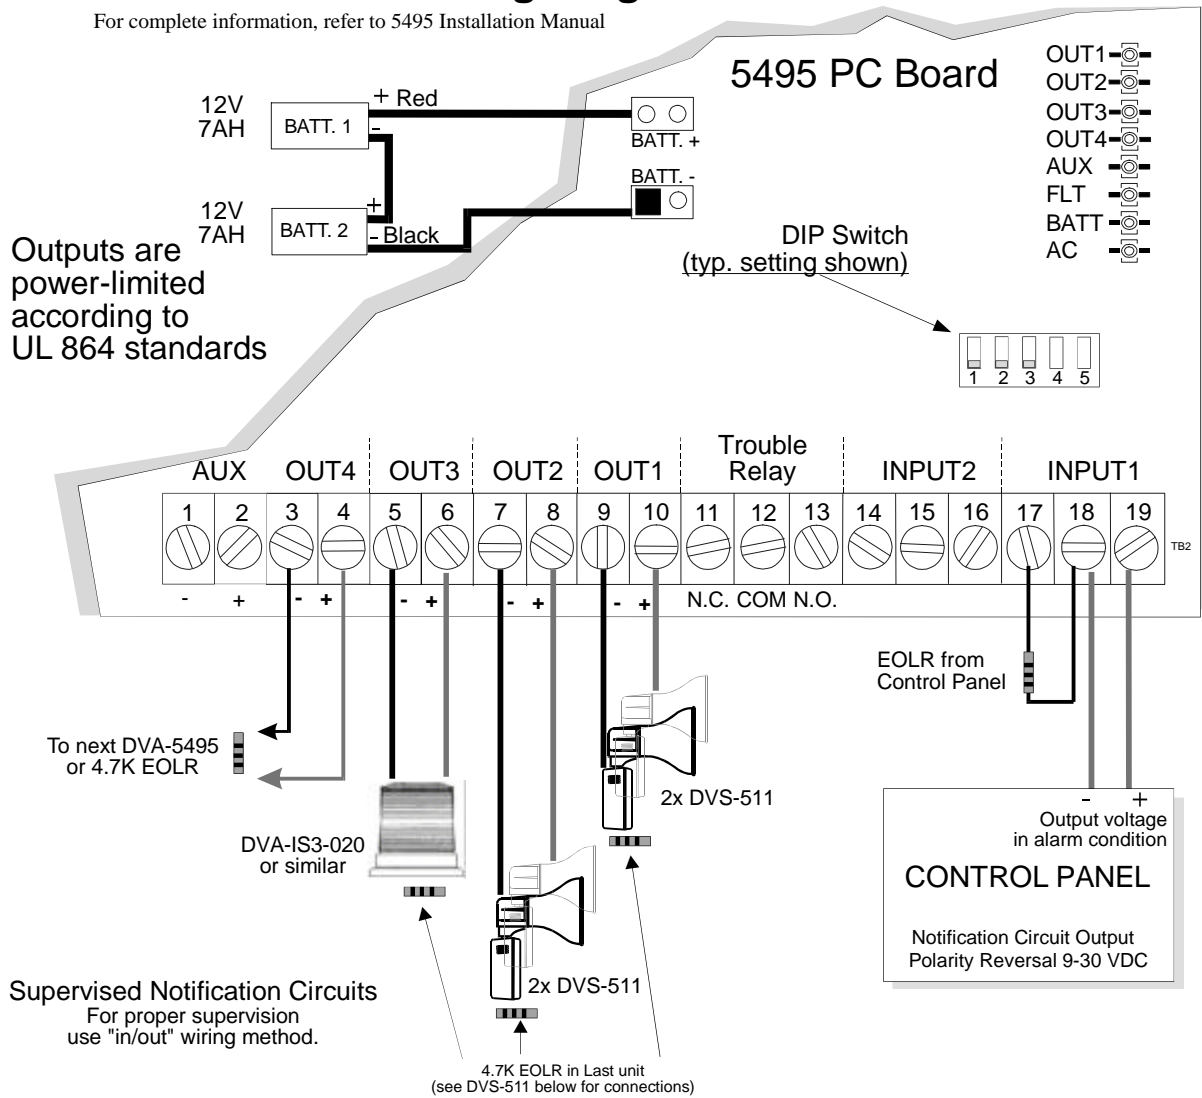 For complete information, refer to 5495 Installation Manual
5495 PC Board
OUT1
OUT2
OUT3
OUT4
AUX
FLT
BATT
AC
12V
7AH
BATT. 1
+ Red
-
BATT. +
BATT. -
12V
7AH
BATT. 2
+
- Black
Outputs are
power-limited
according to
UL 864 standards
DIP Switch
(typ. setting shown)
1 2 3 4 5
AUX OUT4 OUT3 OUT2 OUT1 Trouble
Relay INPUT2 INPUT1
1 2 3 4 5 6 7 8 9 10 11 12 13 14 15 16 17 18 19
TB2
- + - + - + - + - + N.C. COM N.O.
EOLR from
Control Panel
To next DVA-5495
or 4.7K EOLR
2x DVS-511
DVA-IS3-020
or similar
2x DVS-511
- +
Output voltage
in alarm condition
CONTROL PANEL
Notification Circuit Output
Polarity Reversal 9-30 VDC
Supervised Notification Circuits
For proper supervision
use "in/out" wiring method.
4.7K EOLR in Last unit
(see DVS-511 below for connections)